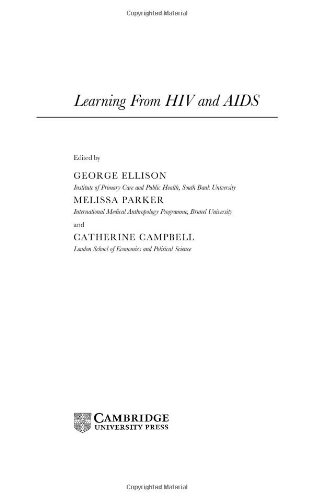 Copyrighted Material
Learning From HIV and AIDS
Edited by
GEORGE ELLISON
Institute of Primary Care and Public Health, South Bank University
MELISSA PARKER
International Medical Anthropology Programme, Brunel University
and
CATHERINE CAMPBELL
London School of Economics and Political Science
CAMBRIDGE
UNIVERSITY PRESS
Copyrighted Material